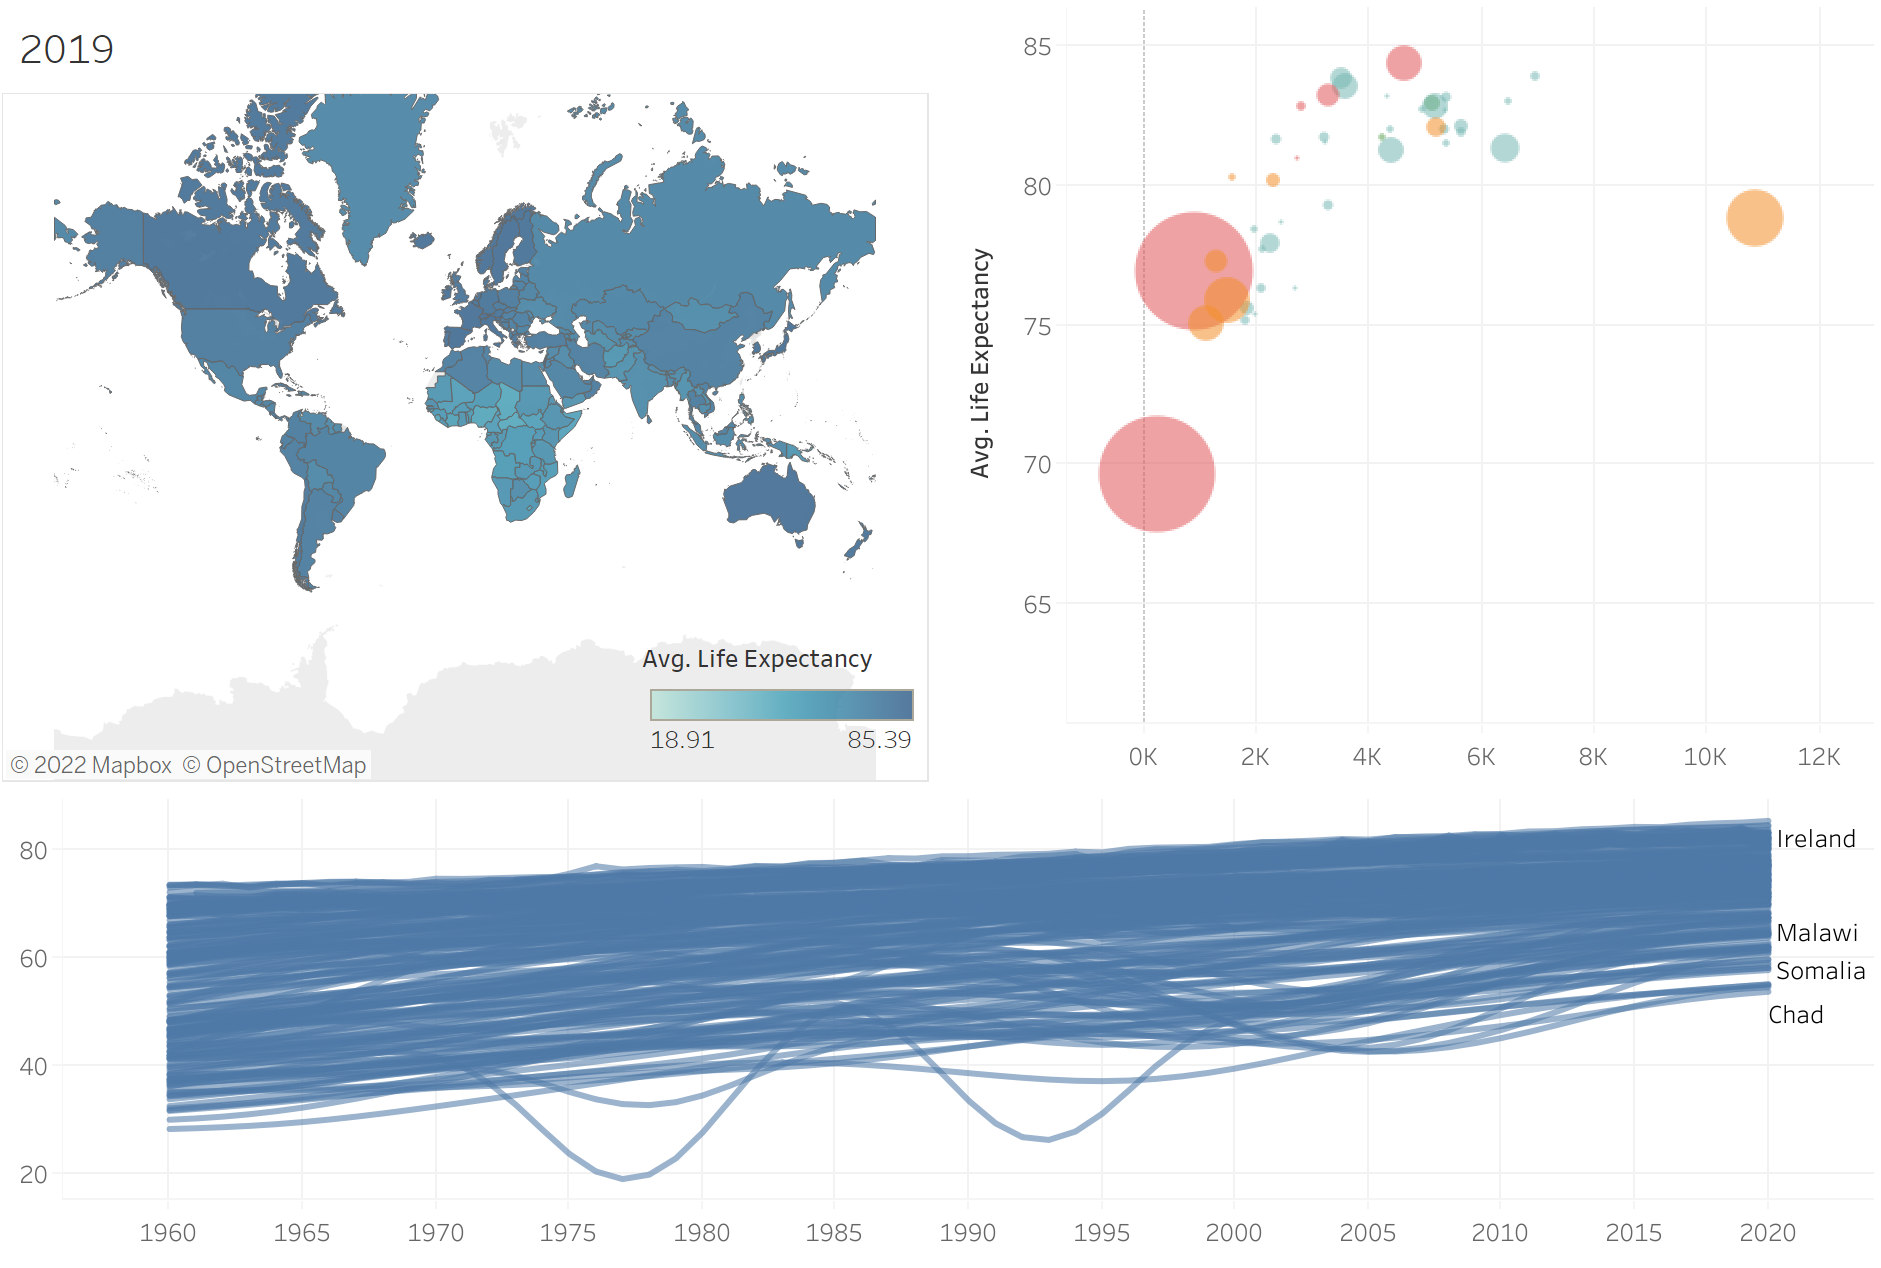 2019
Avg. Life Expectancy
18.91 85.39
© 2022 Mapbox © OpenStreetMap
Avg. Life Expectancy
85
80
75
70
65
0K 2K 4K 6K 8K 10K 12K
80
60
40
20
Ireland
Malawi
Somalia
Chad
1960 1965 1970 1975 1980 1985 1990 1995 2000 2005 2010 2015 2020